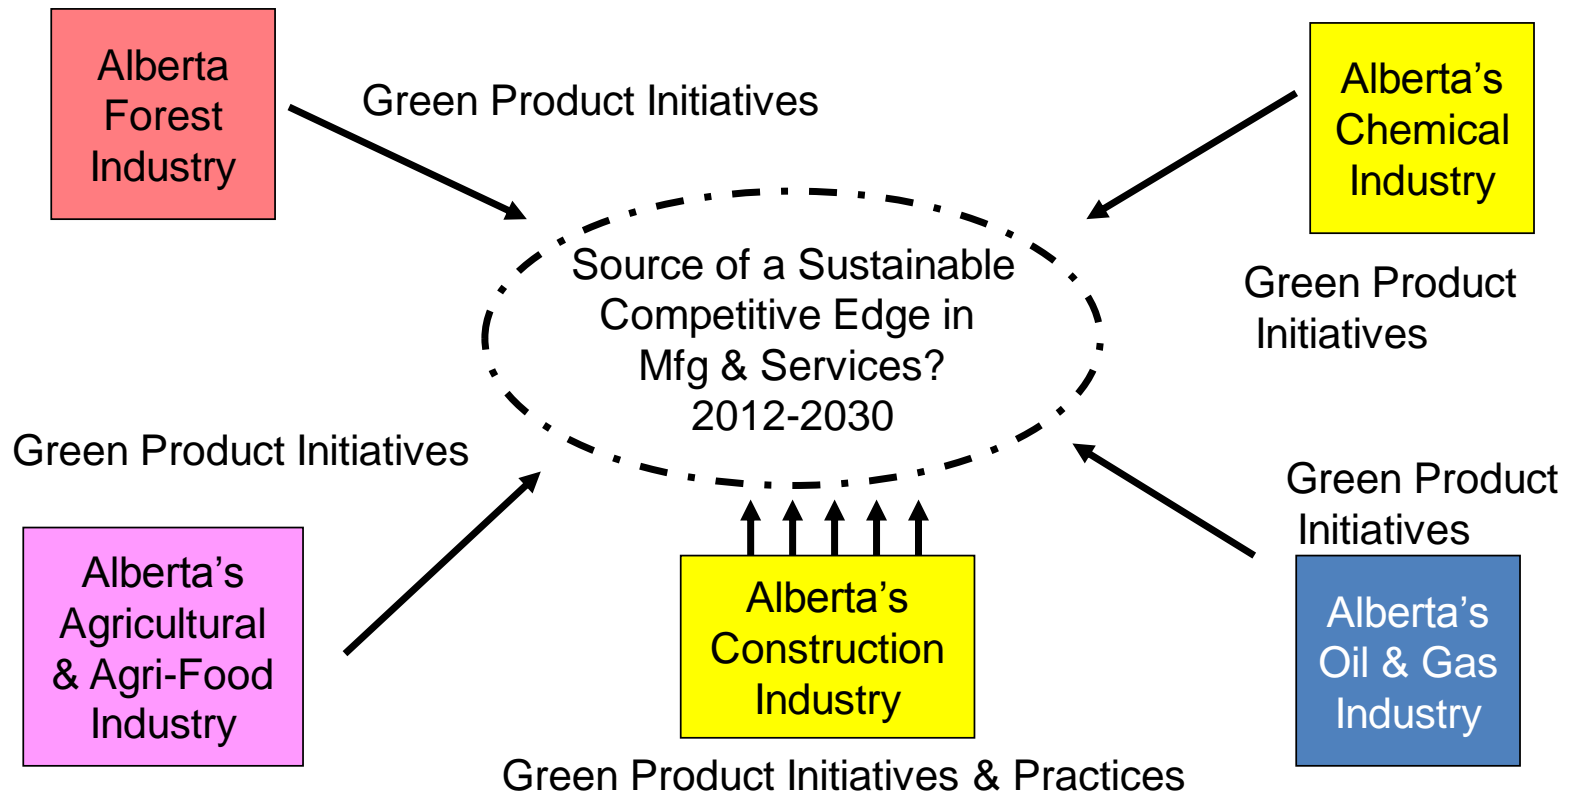 Alberta
Forest
Industry
Green Product Initiatives
Alberta’s
Chemical
Industry
Green Product
Initiatives
Source of a Sustainable
Competitive Edge in
Mfg & Services?
2012-2030
Green Product Initiatives
Alberta’s
Agricultural
& Agri-Food
Industry
Alberta’s
Construction
Industry
Green Product Initiatives & Practices
Green Product
Initiatives
Alberta’s
Oil & Gas
Industry